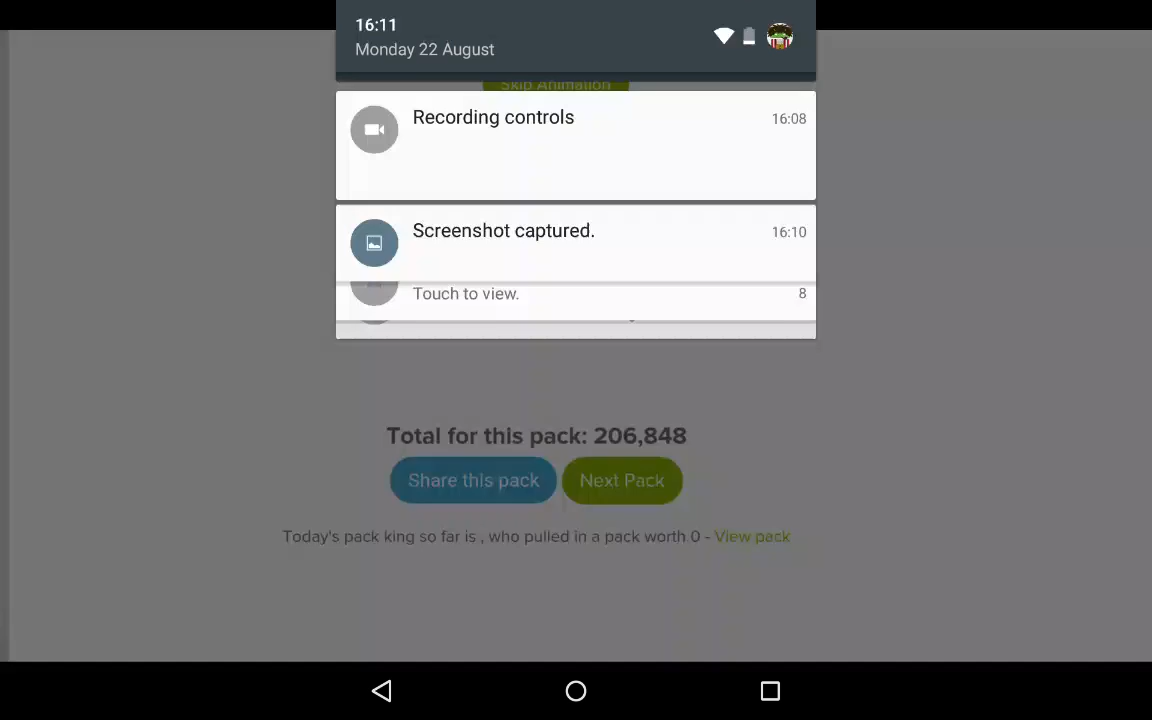 16:11
Monday 22 August
Skip Animation
Recording controls 16:08
Screenshot captured. 16:10
Touch to view. 8
Total for this pack: 206,848
Share this pack Next Pack
Today's pack king so far is , who pulled in a pack worth 0 - View pack